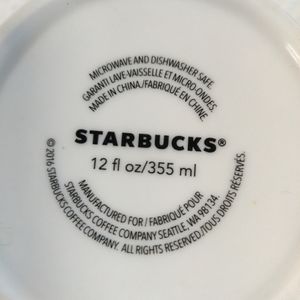 MICROWAVE AND DISHWASHER SAFE.
GARANTI LAVE-VAISSELLE ET MICRO-ONDES.
MADE IN CHINA./FABRIQUÉ EN CHINE.
STARBUCKS®
12 fl oz/355 ml
MANUFACTURED FOR / FABRIQUÉ POUR
STARBUCKS COFFEE COMPANY SEATTLE, WA 98134.
© 2016 STARBUCKS COFFEE COMPANY. ALL RIGHTS RESERVED./TOUS DROITS RÉSERVÉS.